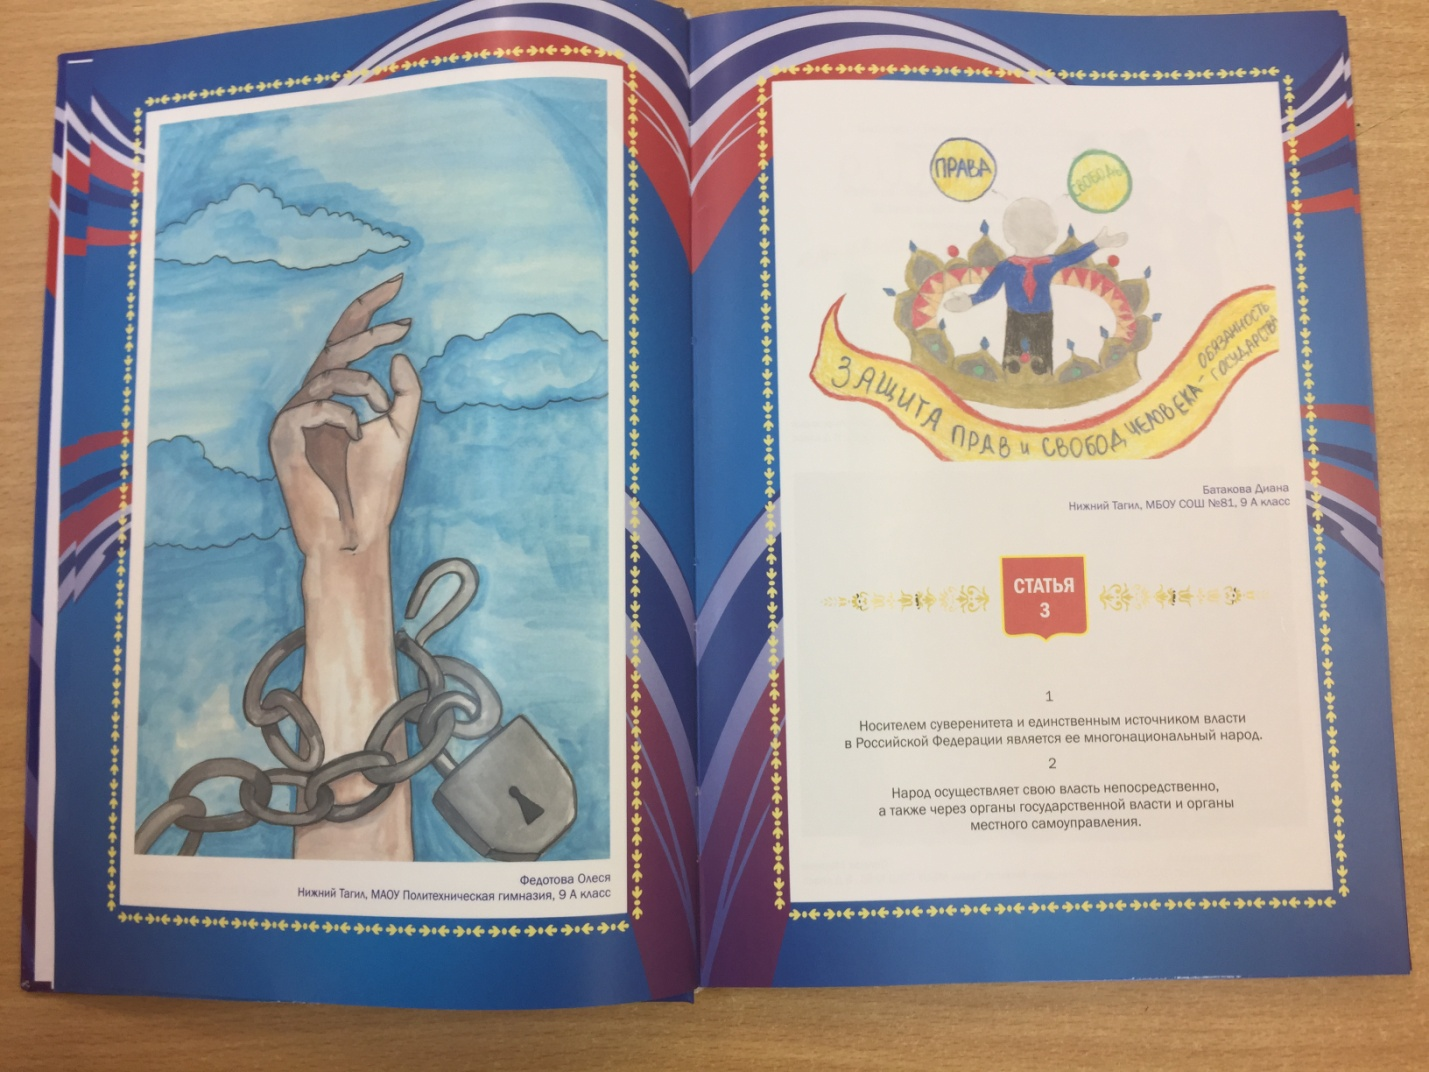 Федотова Олеся
Нижний Тагил, МАОУ Политехническая гимназия, 9 А класс
ПРАВА
СВОБОДЫ
ЗАЩИТА ПРАВ и СВОБОД ЧЕЛОВЕКА - ОБЯЗАННОСТЬ
ГОСУДАРСТВА
Батакова Диана
Нижний Тагил, МБОУ СОШ №81, 9 А класс
СТАТЬЯ
3
1
Носителем суверенитета и единственным источником власти
в Российской Федерации является ее многонациональный народ.
2
Народ осуществляет свою власть непосредственно,
а также через органы государственной власти и органы
местного самоуправления.